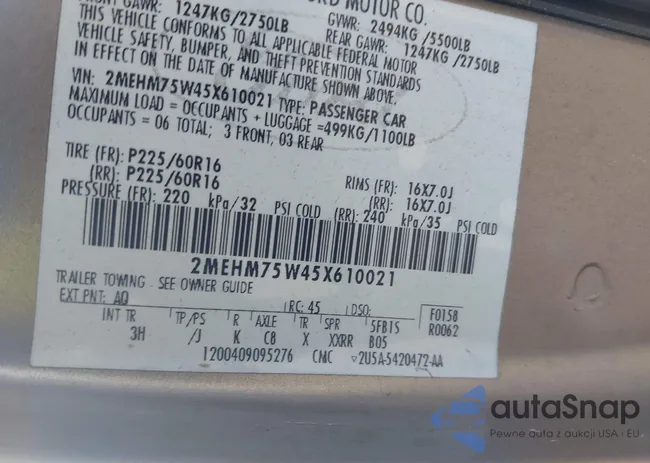 FRONT GAWR: 1247KG/2750LB
FORD MOTOR CO.
GVWR: 2494KG /5500LB
REAR GAWR: 1247KG /2750LB
THIS VEHICLE CONFORMS TO ALL APPLICABLE FEDERAL MOTOR
VEHICLE SAFETY, BUMPER, AND THEFT PREVENTION STANDARDS
IN EFFECT ON THE DATE OF MANUFACTURE SHOWN ABOVE.
VIN: 2MEHM75W45X610021 TYPE: PASSENGER CAR
MAXIMUM LOAD = OCCUPANTS + LUGGAGE =499KG/1100LB
OCCUPANTS = 06 TOTAL; 3 FRONT, 03 REAR
TIRE (FR): P225/60R16 RIMS (FR): 16X7.0J
(RR): P225/60R16 (RR): 16X7.0J
PRESSURE (FR): 220 kPa/32 PSI COLD (RR): 240 kPa/35 PSI COLD
2MEHM75W45X610021
TRAILER TOWING - SEE OWNER GUIDE
EXT PNT: AQ RC: 45 DSO: F0158
R0062
INT TR TP/PS R AXLE TR SPR SFBTS
3H /J K C8 X XXRR B05
1200409095276 CMC ▽2U5A-5420472-AA
autaSnap
Pewne auta z aukcji USA i EU